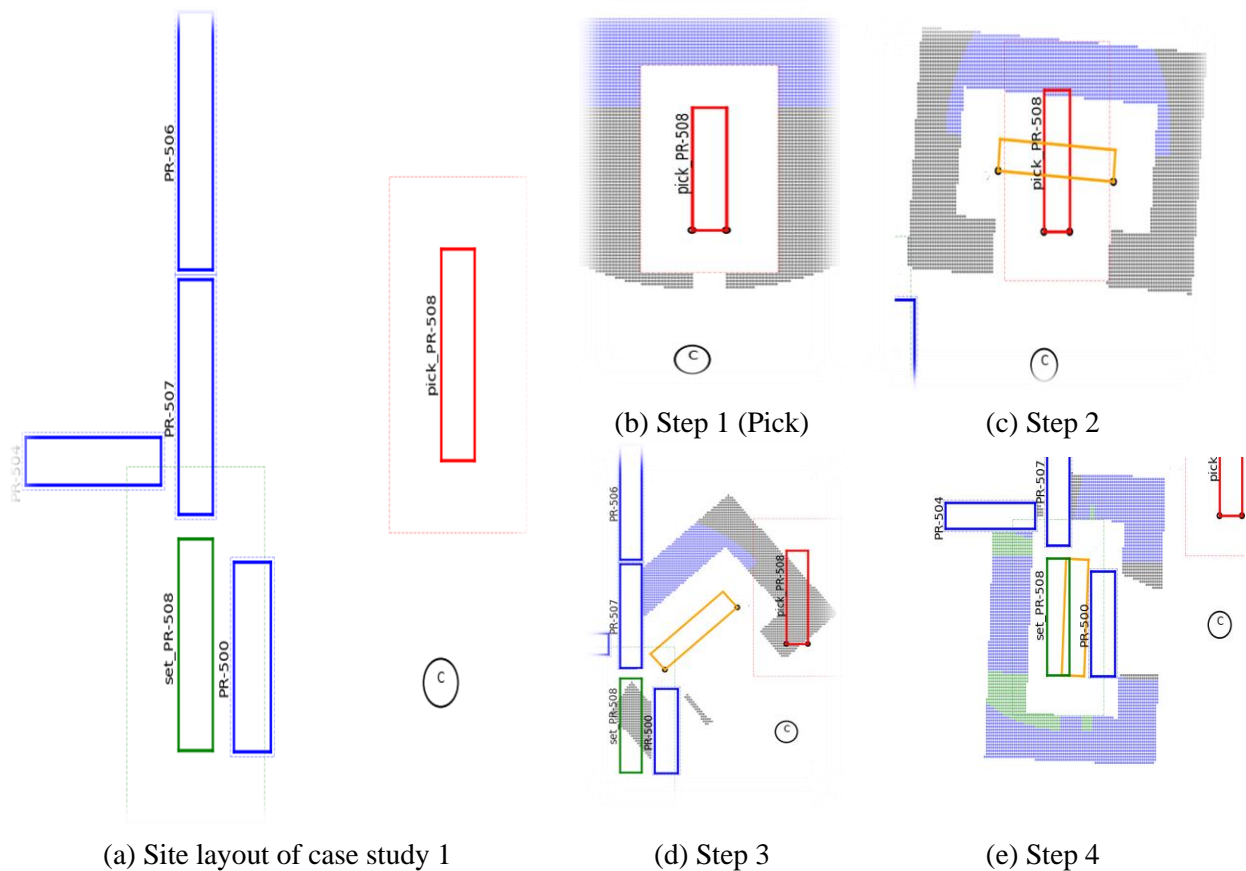 PR-506
PR-507
PR-504
set_PR-508
PR-500
pick_PR-508
C
(a) Site layout of case study 1
pick_PR-508
C
(b) Step 1 (Pick)
pick_PR-508
C
(c) Step 2
PR-506
PR-507
pick_PR-508
set_PR-508
PR-500
C
(d) Step 3
PR-507
PR-504
set_PR-508
PR-500
pick
C
(e) Step 4